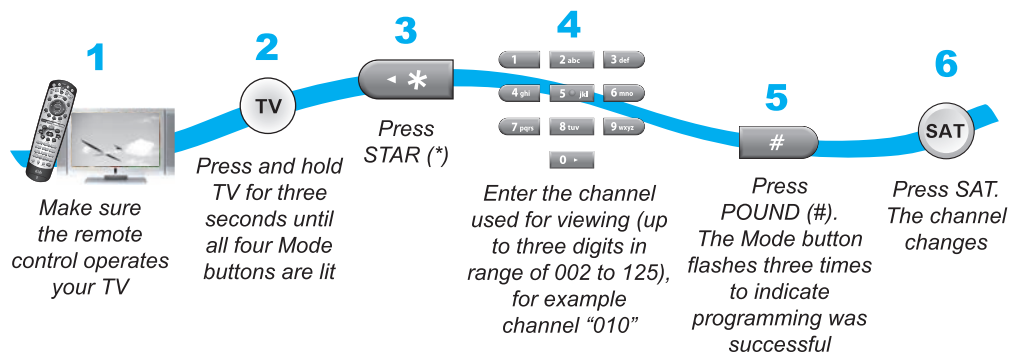 1
Make sure
the remote
control operates
your TV
2
TV
Press and hold
TV for three
seconds until
all four Mode
buttons are lit
3
*
Press
STAR (*)
4
1 2 abc 3 def
4 ghi 5 jkl 6 mno
7 pqrs 8 tuv 9 wxyz
0
Enter the channel
used for viewing (up
to three digits in
range of 002 to 125),
for example
channel “010”
5
#
Press
POUND (#).
The Mode button
flashes three times
to indicate
programming was
successful
6
SAT
Press SAT.
The channel
changes